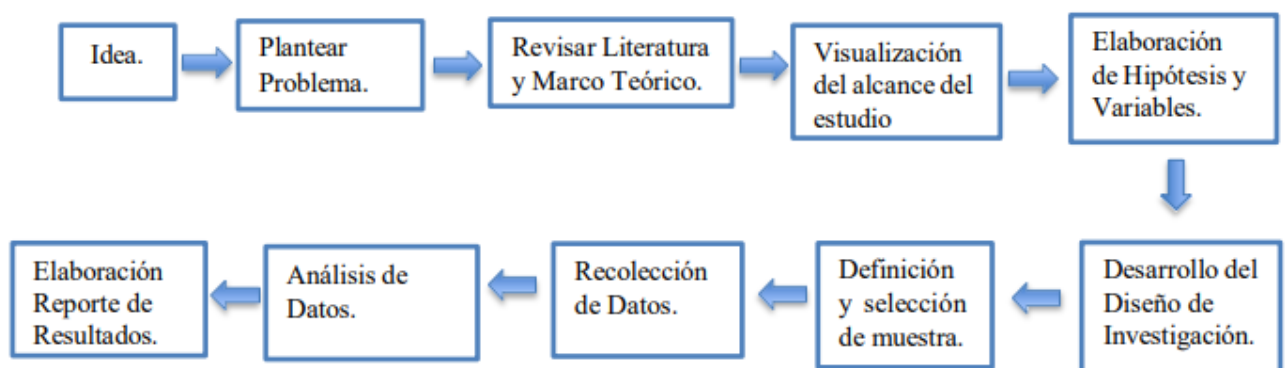 Idea.
Plantear
Problema.
Revisar Literatura
y Marco Teórico.
Visualización
del alcance del
estudio
Elaboración
de Hipótesis y
Variables.
Desarrollo del
Diseño de
Investigación.
Definición
y selección
de muestra.
Recolección
de Datos.
Análisis de
Datos.
Elaboración
Reporte de
Resultados.